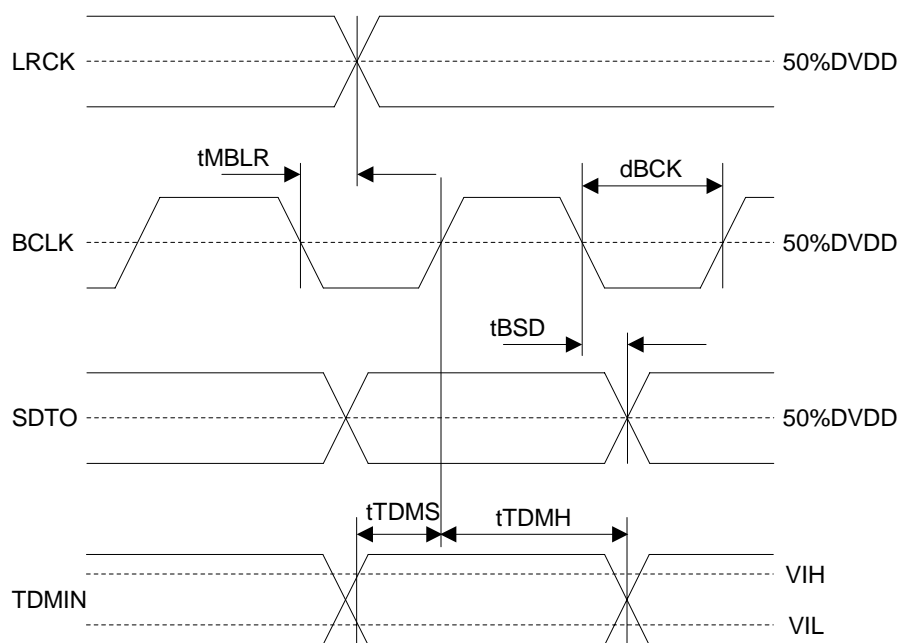 LRCK
50%DVDD
tMBLR
dBCK
BCLK
50%DVDD
tBSD
SDTO
50%DVDD
tTDMS
tTDMH
VIH
TDMIN
VIL